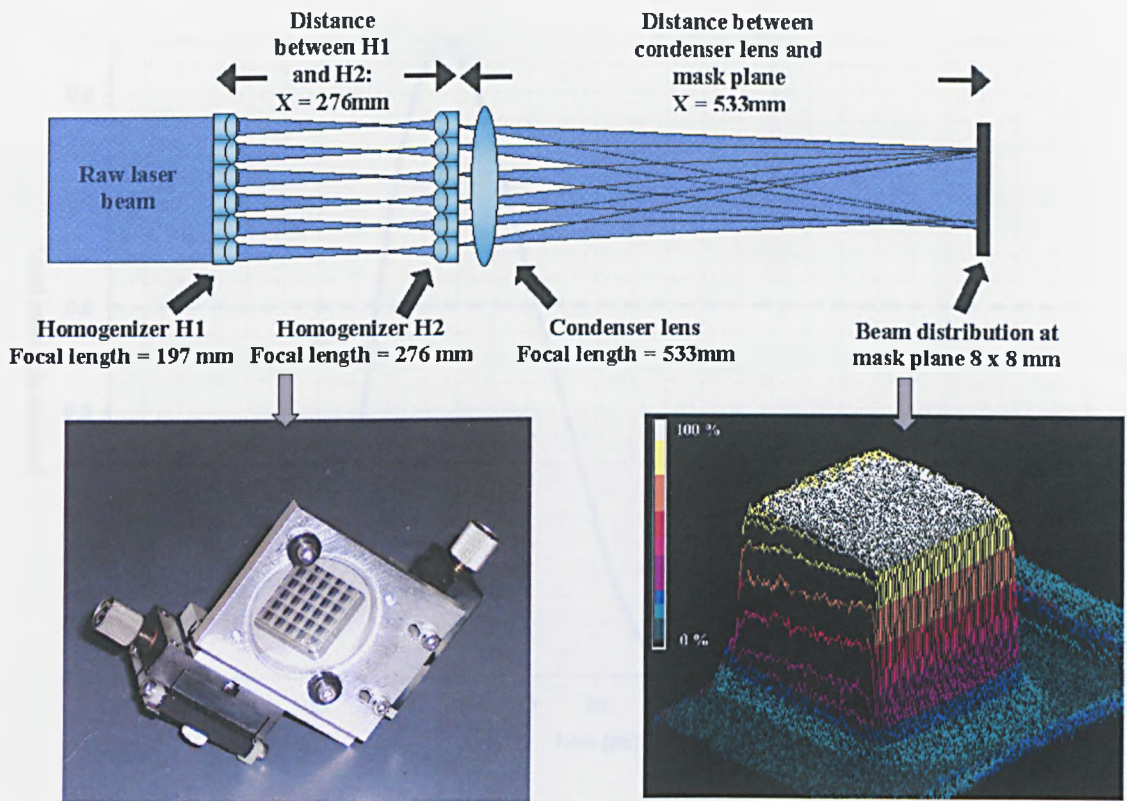 Distance
between H1
and H2:
X = 276mm
Distance
between
condenser lens and
mask plane
X = 533mm
Raw laser
beam
Homogenizer H1
Focal length = 197 mm
Homogenizer H2
Focal length = 276 mm
Condenser lens
Focal length = 533mm
Beam distribution at
mask plane 8 x 8 mm
100 %
0 %